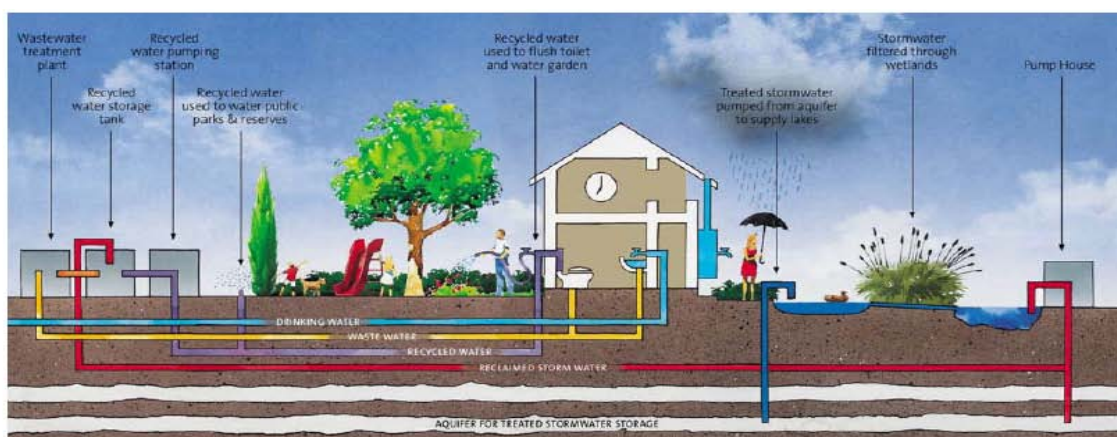 Wastewater
treatment
plant
Recycled
water pumping
station
Recycled water
used to flush toilet
and water garden
Stormwater
filtered through
wetlands
Pump House
Recycled
water storage
tank
Recycled water
used to water public
parks & reserves
Treated stormwater
pumped from aquifer
to supply lakes
DRINKING WATER
WASTE WATER
RECYCLED WATER
RECLAIMED STORM WATER
AQUIFER FOR TREATED STORMWATER STORAGE